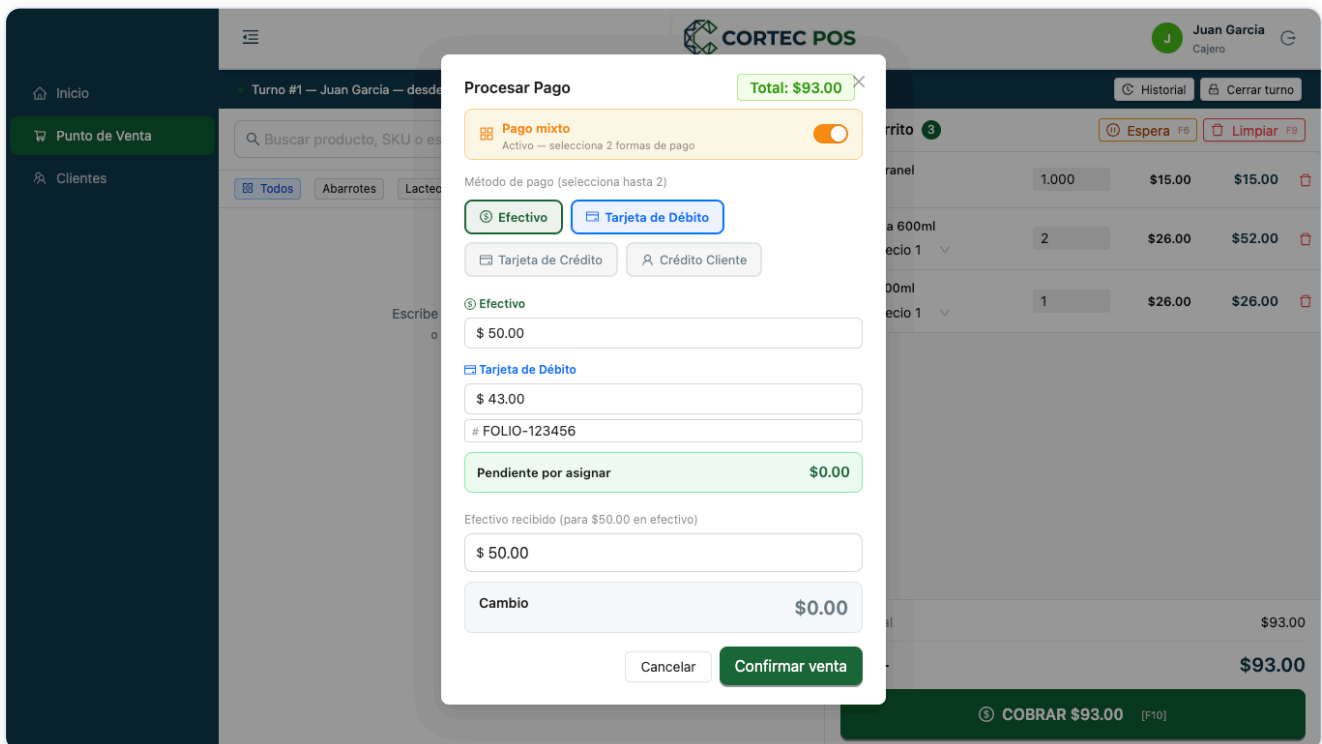 CORTEC POS
J
Juan Garcia
Cajero
Inicio
Punto de Venta
Clientes
Turno #1 — Juan Garcia — desde
Historial
Cerrar turno
Buscar producto, SKU o es
Todos
Abarrotes
Lacteo
Escribe
o
Procesar Pago
Total: $93.00
Pago mixto
Activo — selecciona 2 formas de pago
Método de pago (selecciona hasta 2)
Efectivo
Tarjeta de Débito
Tarjeta de Crédito
Crédito Cliente
Efectivo
$ 50.00
Tarjeta de Débito
$ 43.00
# FOLIO-123456
Pendiente por asignar
$0.00
Efectivo recibido (para $50.00 en efectivo)
$ 50.00
Cambio
$0.00
Cancelar
Confirmar venta
rrito 3
Espera F6
Limpiar F9
ranel
1.000
$15.00
$15.00
a 600ml
ecio 1
2
$26.00
$52.00
00ml
ecio 1
1
$26.00
$26.00
$93.00
$93.00
COBRAR $93.00 [F10]